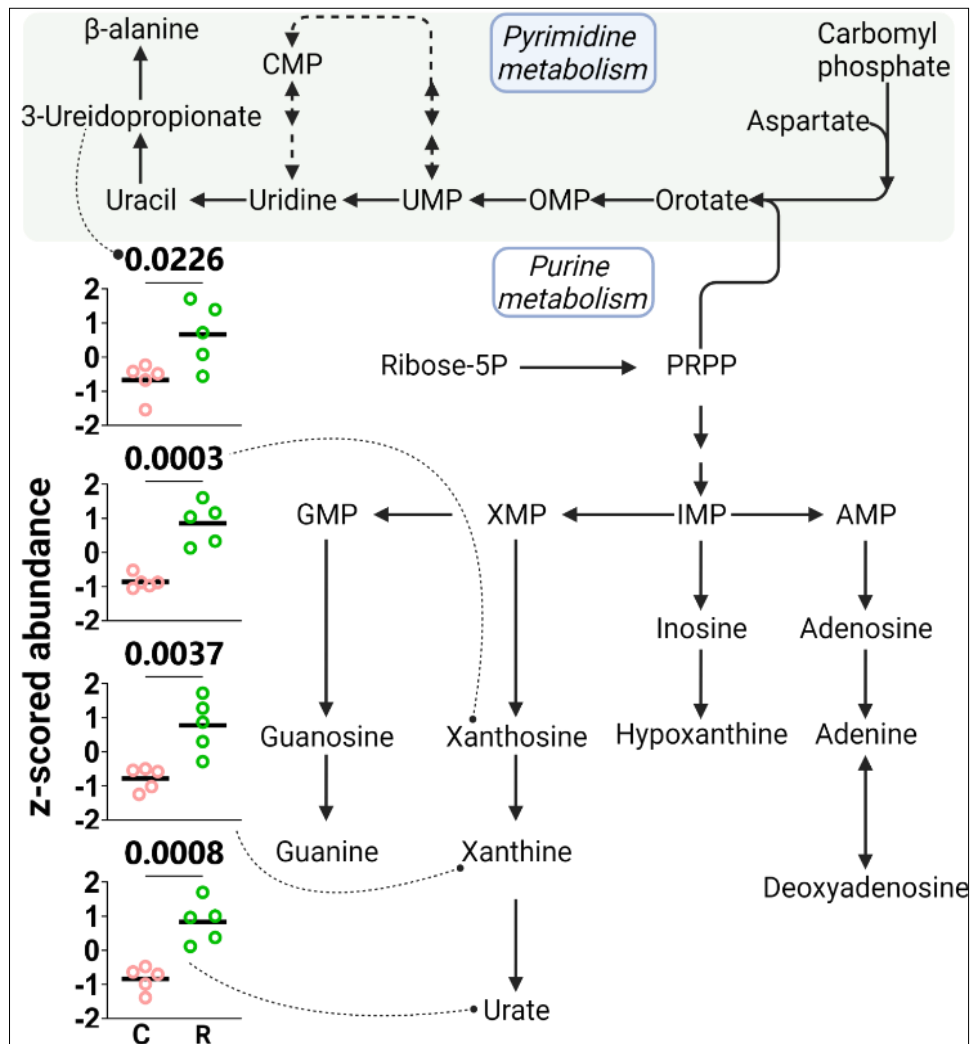 β-alanine
CMP
Pyrimidine
metabolism
Carbomyl
phosphate
3-Ureidopropionate
Aspartate
Uracil
Uridine
UMP
OMP
Orotate
0.0226
2
1
0
-1
-2
Purine
metabolism
Ribose-5P
PRPP
0.0003
2
1
0
-1
-2
GMP
XMP
IMP
AMP
Inosine
Adenosine
z-scored abundance
0.0037
2
1
0
-1
-2
Guanosine
Xanthosine
Hypoxanthine
Adenine
Guanine
Xanthine
Deoxyadenosine
0.0008
2
1
0
-1
-2
C
R
Urate